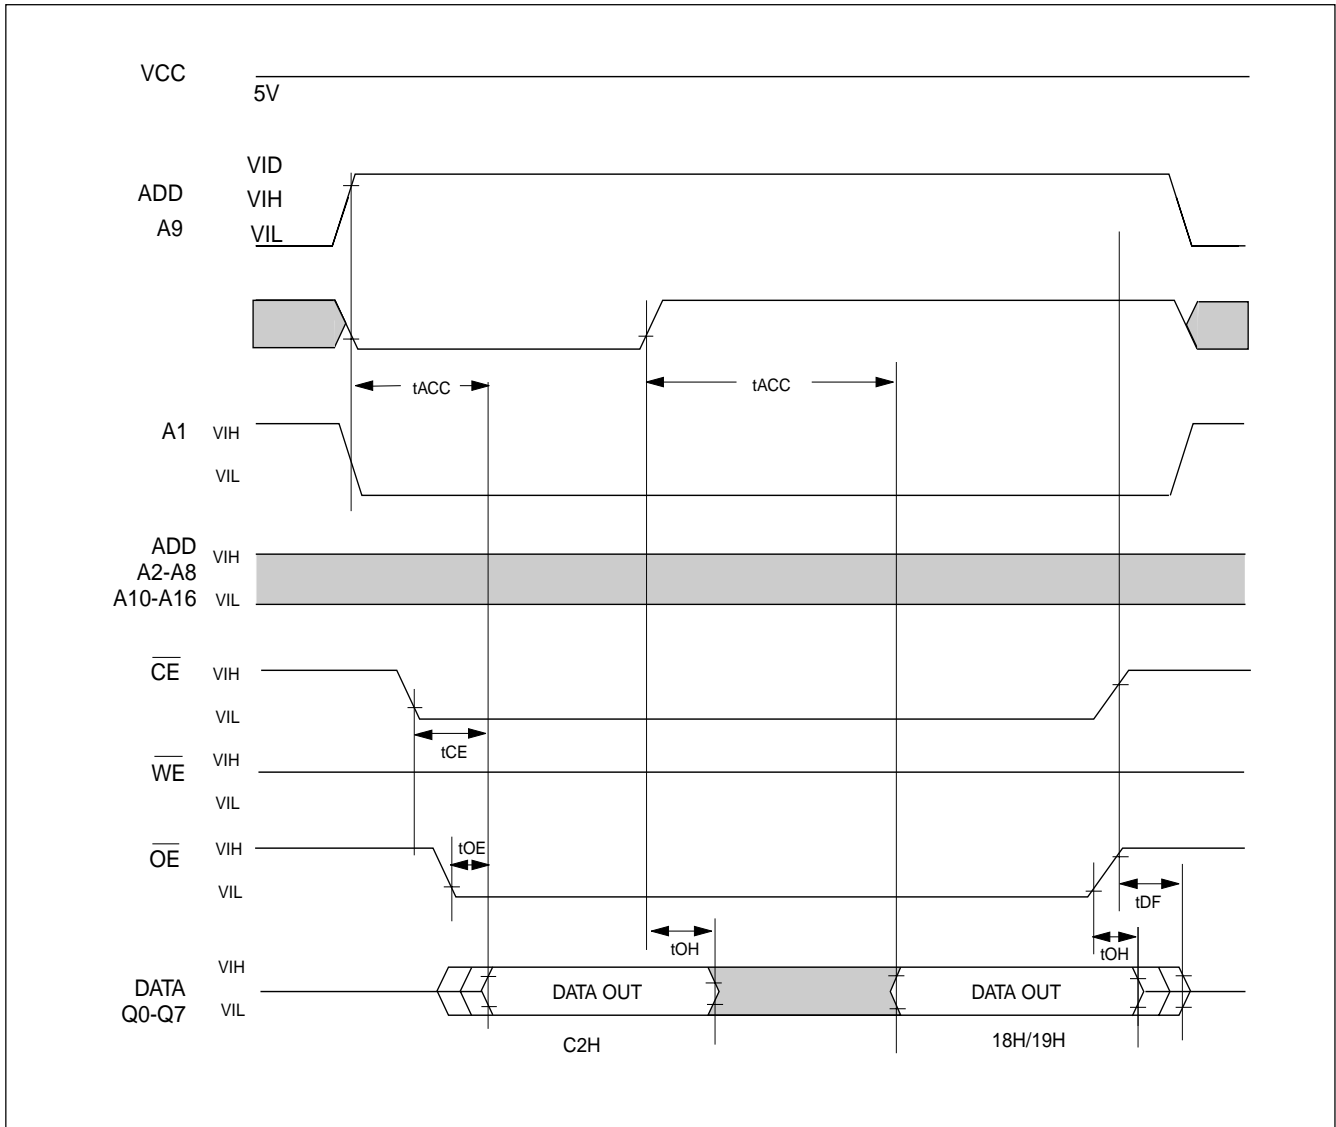 VCC
5V
VID
ADD
VIH
A9
VIL
tACC
tACC
A1 VIH
VIL
ADD VIH
A2-A8
A10-A16 VIL
CE VIH
VIL
tCE
WE VIH
VIL
OE VIH
tOE
VIL
tDF
tOH
tOH
VIH
DATA
DATA OUT
DATA OUT
Q0-Q7 VIL
C2H
18H/19H